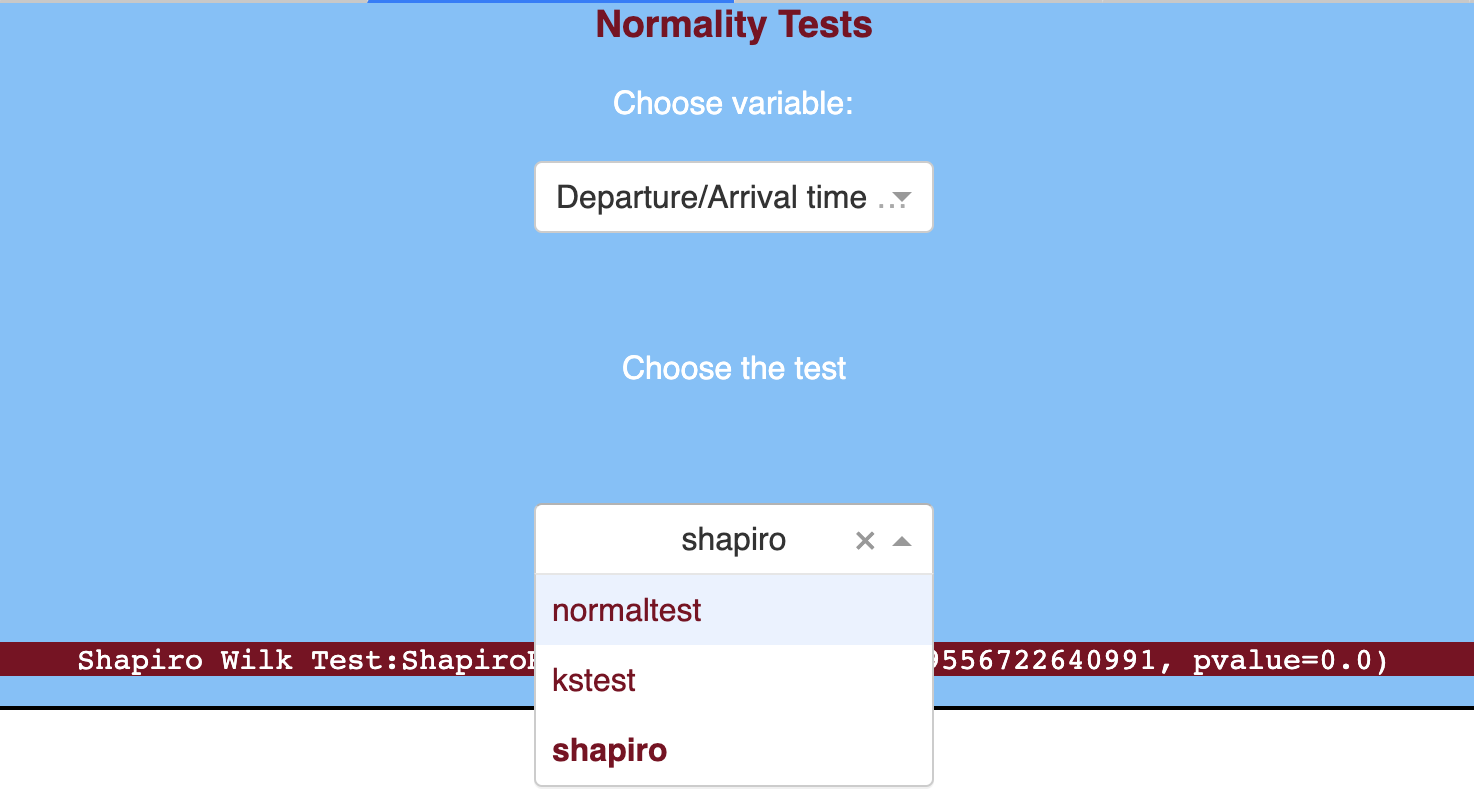 Normality Tests
Choose variable:
Departure/Arrival time ...
Choose the test
shapiro ×
normaltest
Shapiro Wilk Test:Shapiro 556722640991, pvalue=0.0)
kstest
shapiro